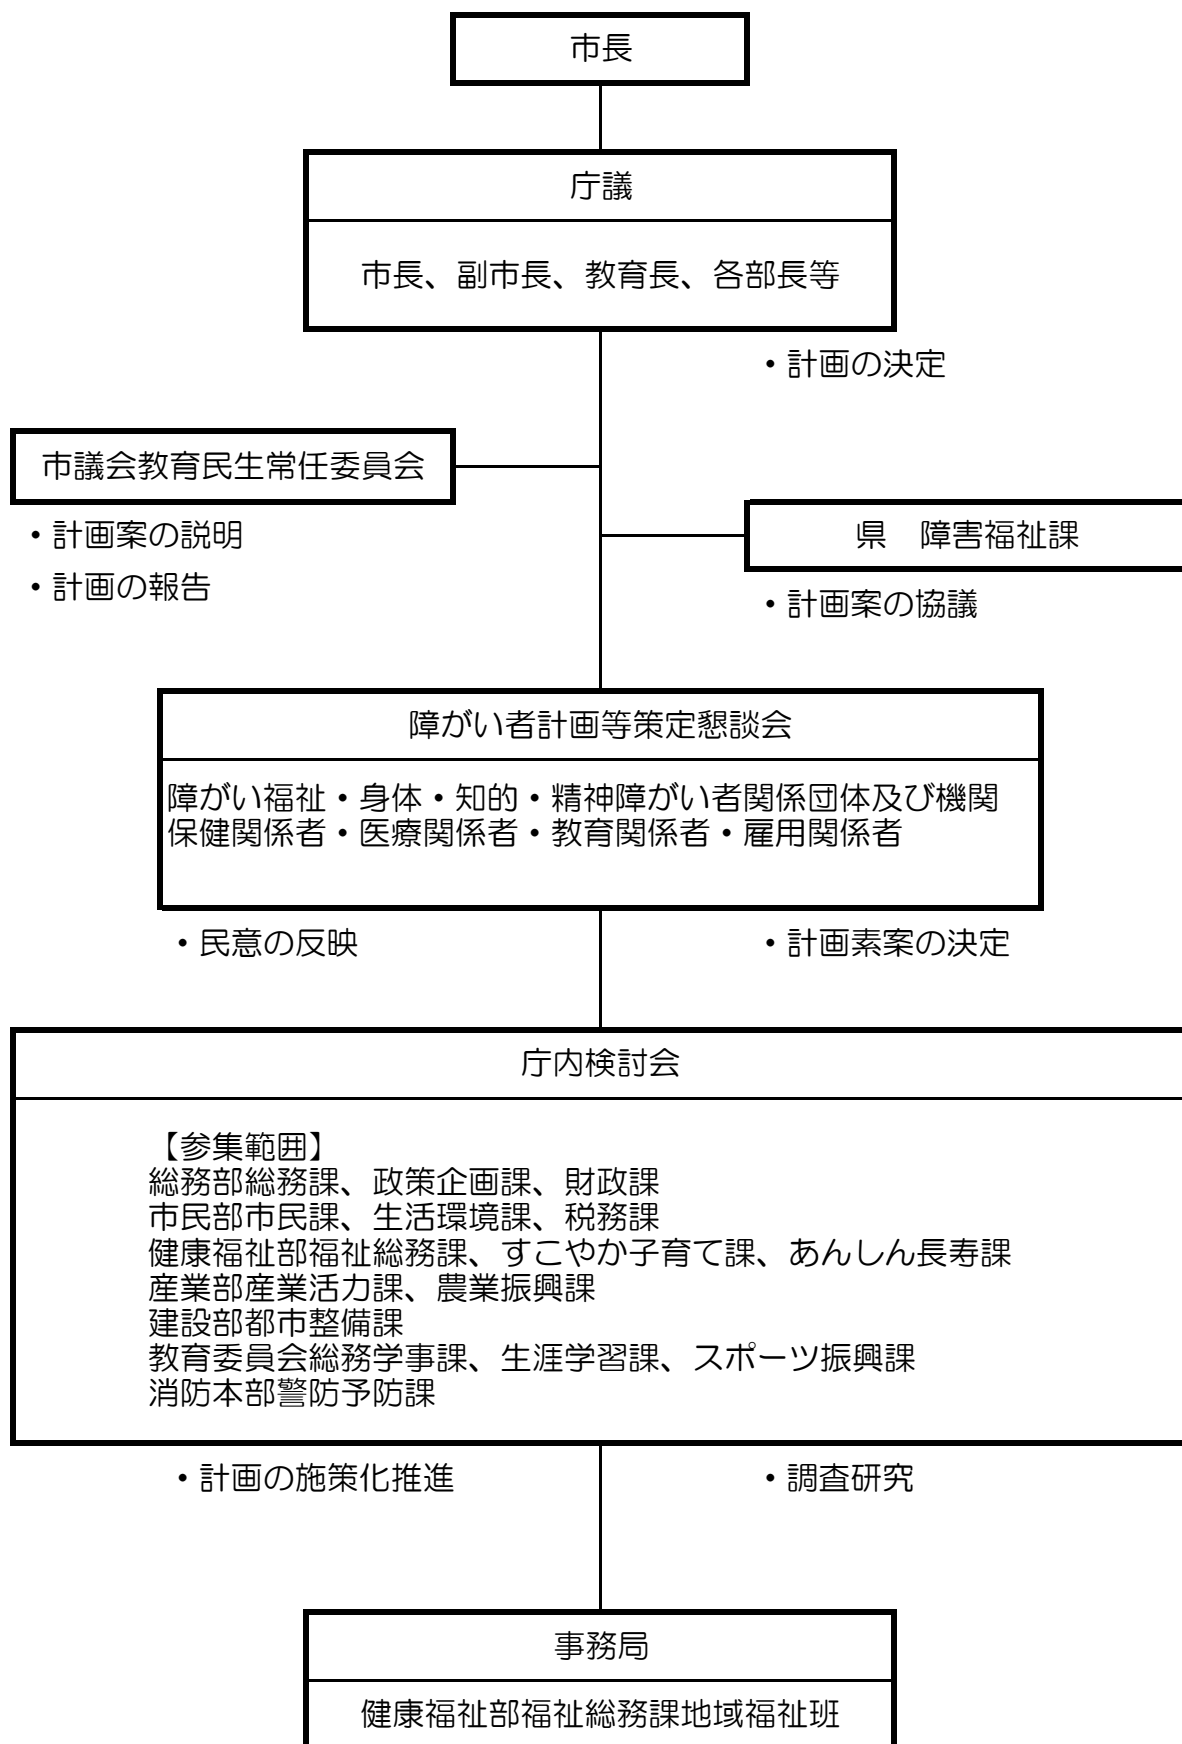 市長
庁議
市長、副市長、教育長、各部長等
・計画の決定
市議会教育民生常任委員会
・計画案の説明
・計画の報告
県　障害福祉課
・計画案の協議
障がい者計画等策定懇談会
障がい福祉・身体・知的・精神障がい者関係団体及び機関
保健関係者・医療関係者・教育関係者・雇用関係者
・民意の反映
・計画素案の決定
庁内検討会
【参集範囲】
総務部総務課、政策企画課、財政課
市民部市民課、生活環境課、税務課
健康福祉部福祉総務課、すこやか子育て課、あんしん長寿課
産業部産業活力課、農業振興課
建設部都市整備課
教育委員会総務学事課、生涯学習課、スポーツ振興課
消防本部警防予防課
・計画の施策化推進
・調査研究
事務局
健康福祉部福祉総務課地域福祉班